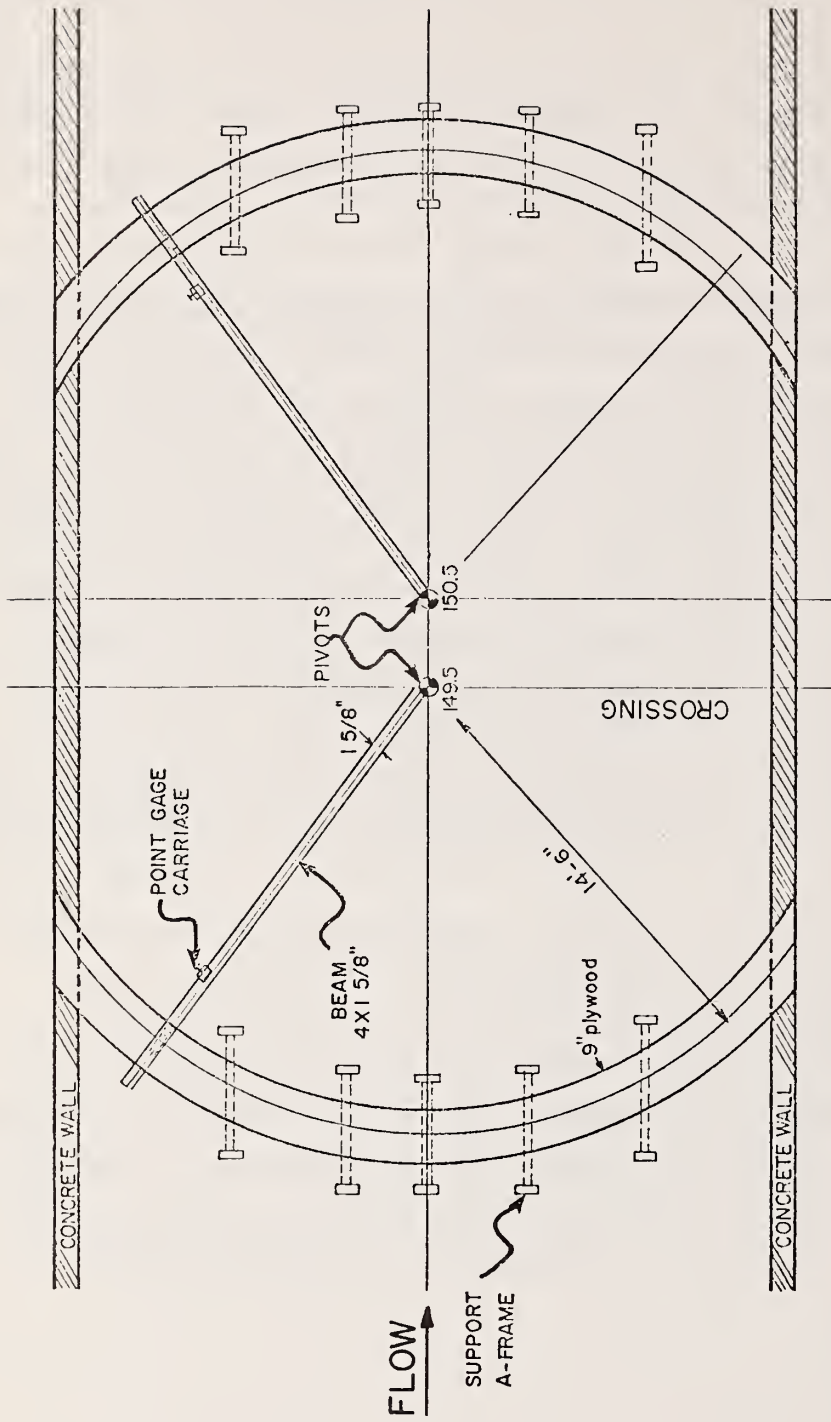 CONCRETE WALL
POINT GAGE
CARRIAGE
1 5/8"
PIVOTS
BEAM
4 X 1 5/8"
FLOW
149.5
150.5
SUPPORT
A-FRAME
9" plywood
14'-6"
CROSSING
CONCRETE WALL